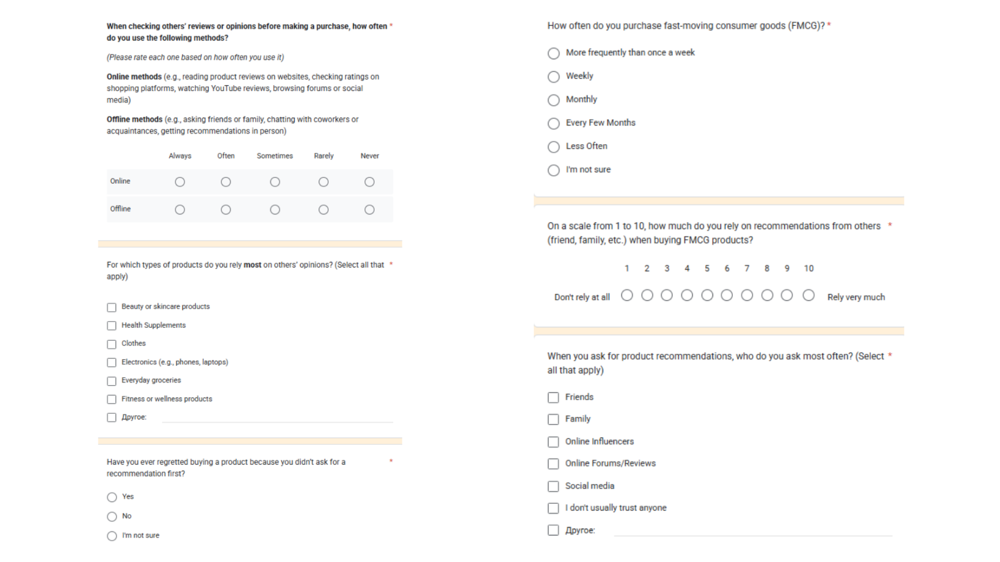 When checking others' reviews or opinions before making a purchase, how often *
do you use the following methods?
(Please rate each one based on how often you use it)
Online methods (e.g., reading product reviews on websites, checking ratings on
shopping platforms, watching YouTube reviews, browsing forums or social
media)
Offline methods (e.g., asking friends or family, chatting with coworkers or
acquaintances, getting recommendations in person)
Always Often Sometimes Rarely Never
Online
Offline
For which types of products do you rely most on others' opinions? (Select all that *
apply)
Beauty or skincare products
Health Supplements
Clothes
Electronics (e.g., phones, laptops)
Everyday groceries
Fitness or wellness products
Другое:
Have you ever regretted buying a product because you didn't ask for a *
recommendation first?
Yes
No
I'm not sure
How often do you purchase fast-moving consumer goods (FMCG)? *
More frequently than once a week
Weekly
Monthly
Every Few Months
Less Often
I'm not sure
On a scale from 1 to 10, how much do you rely on recommendations from others *
(friend, family, etc.) when buying FMCG products?
1 2 3 4 5 6 7 8 9 10
Don't rely at all Rely very much
When you ask for product recommendations, who do you ask most often? (Select *
all that apply)
Friends
Family
Online Influencers
Online Forums/Reviews
Social media
I don't usually trust anyone
Другое: